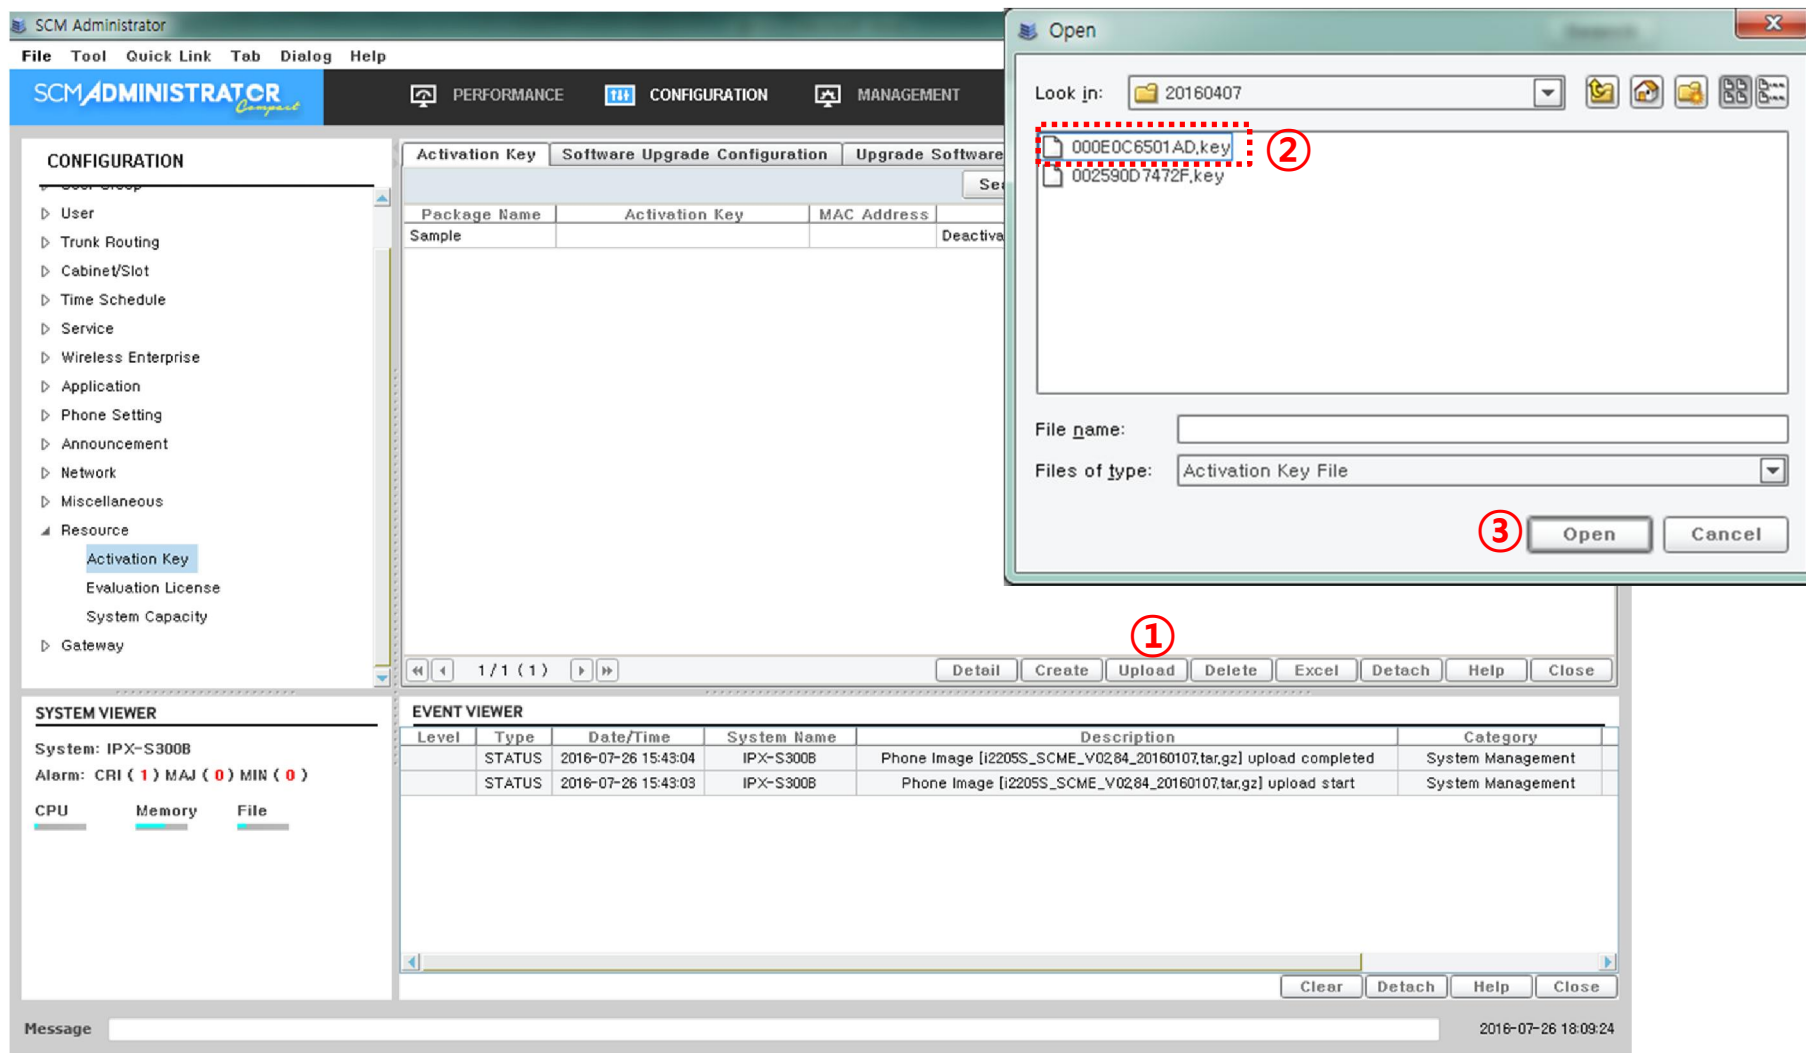 SCM Administrator
File Tool Quick Link Tab Dialog Help
SCMADMINISTRATOR Compact
PERFORMANCE CONFIGURATION MANAGEMENT
CONFIGURATION
User
Trunk Routing
Cabinet/Slot
Time Schedule
Service
Wireless Enterprise
Application
Phone Setting
Announcement
Network
Miscellaneous
Resource
Activation Key
Evaluation License
System Capacity
Gateway
Activation Key Software Upgrade Configuration Upgrade Software
Package Name Activation Key MAC Address
Sample
1/1 ( 1 )
①
Detail Create Upload Delete Excel Detach Help Close
Open
Look in: 20160407
000E0C6501AD,key ②
002590D7472F,key
File name:
Files of type: Activation Key File
③ Open Cancel
SYSTEM VIEWER
System: IPX-S300B
Alarm: CRI ( 1 ) MAJ ( 0 ) MIN ( 0 )
CPU Memory File
EVENT VIEWER
Level Type Date/Time System Name Description Category
STATUS 2016-07-26 15:43:04 IPX-S300B Phone Image [i2205S_SCME_V02,84_20160107,tar,gz] upload completed System Management
STATUS 2016-07-26 15:43:03 IPX-S300B Phone Image [i2205S_SCME_V02,84_20160107,tar,gz] upload start System Management
Clear Detach Help Close
Message 2016-07-26 18:09:24